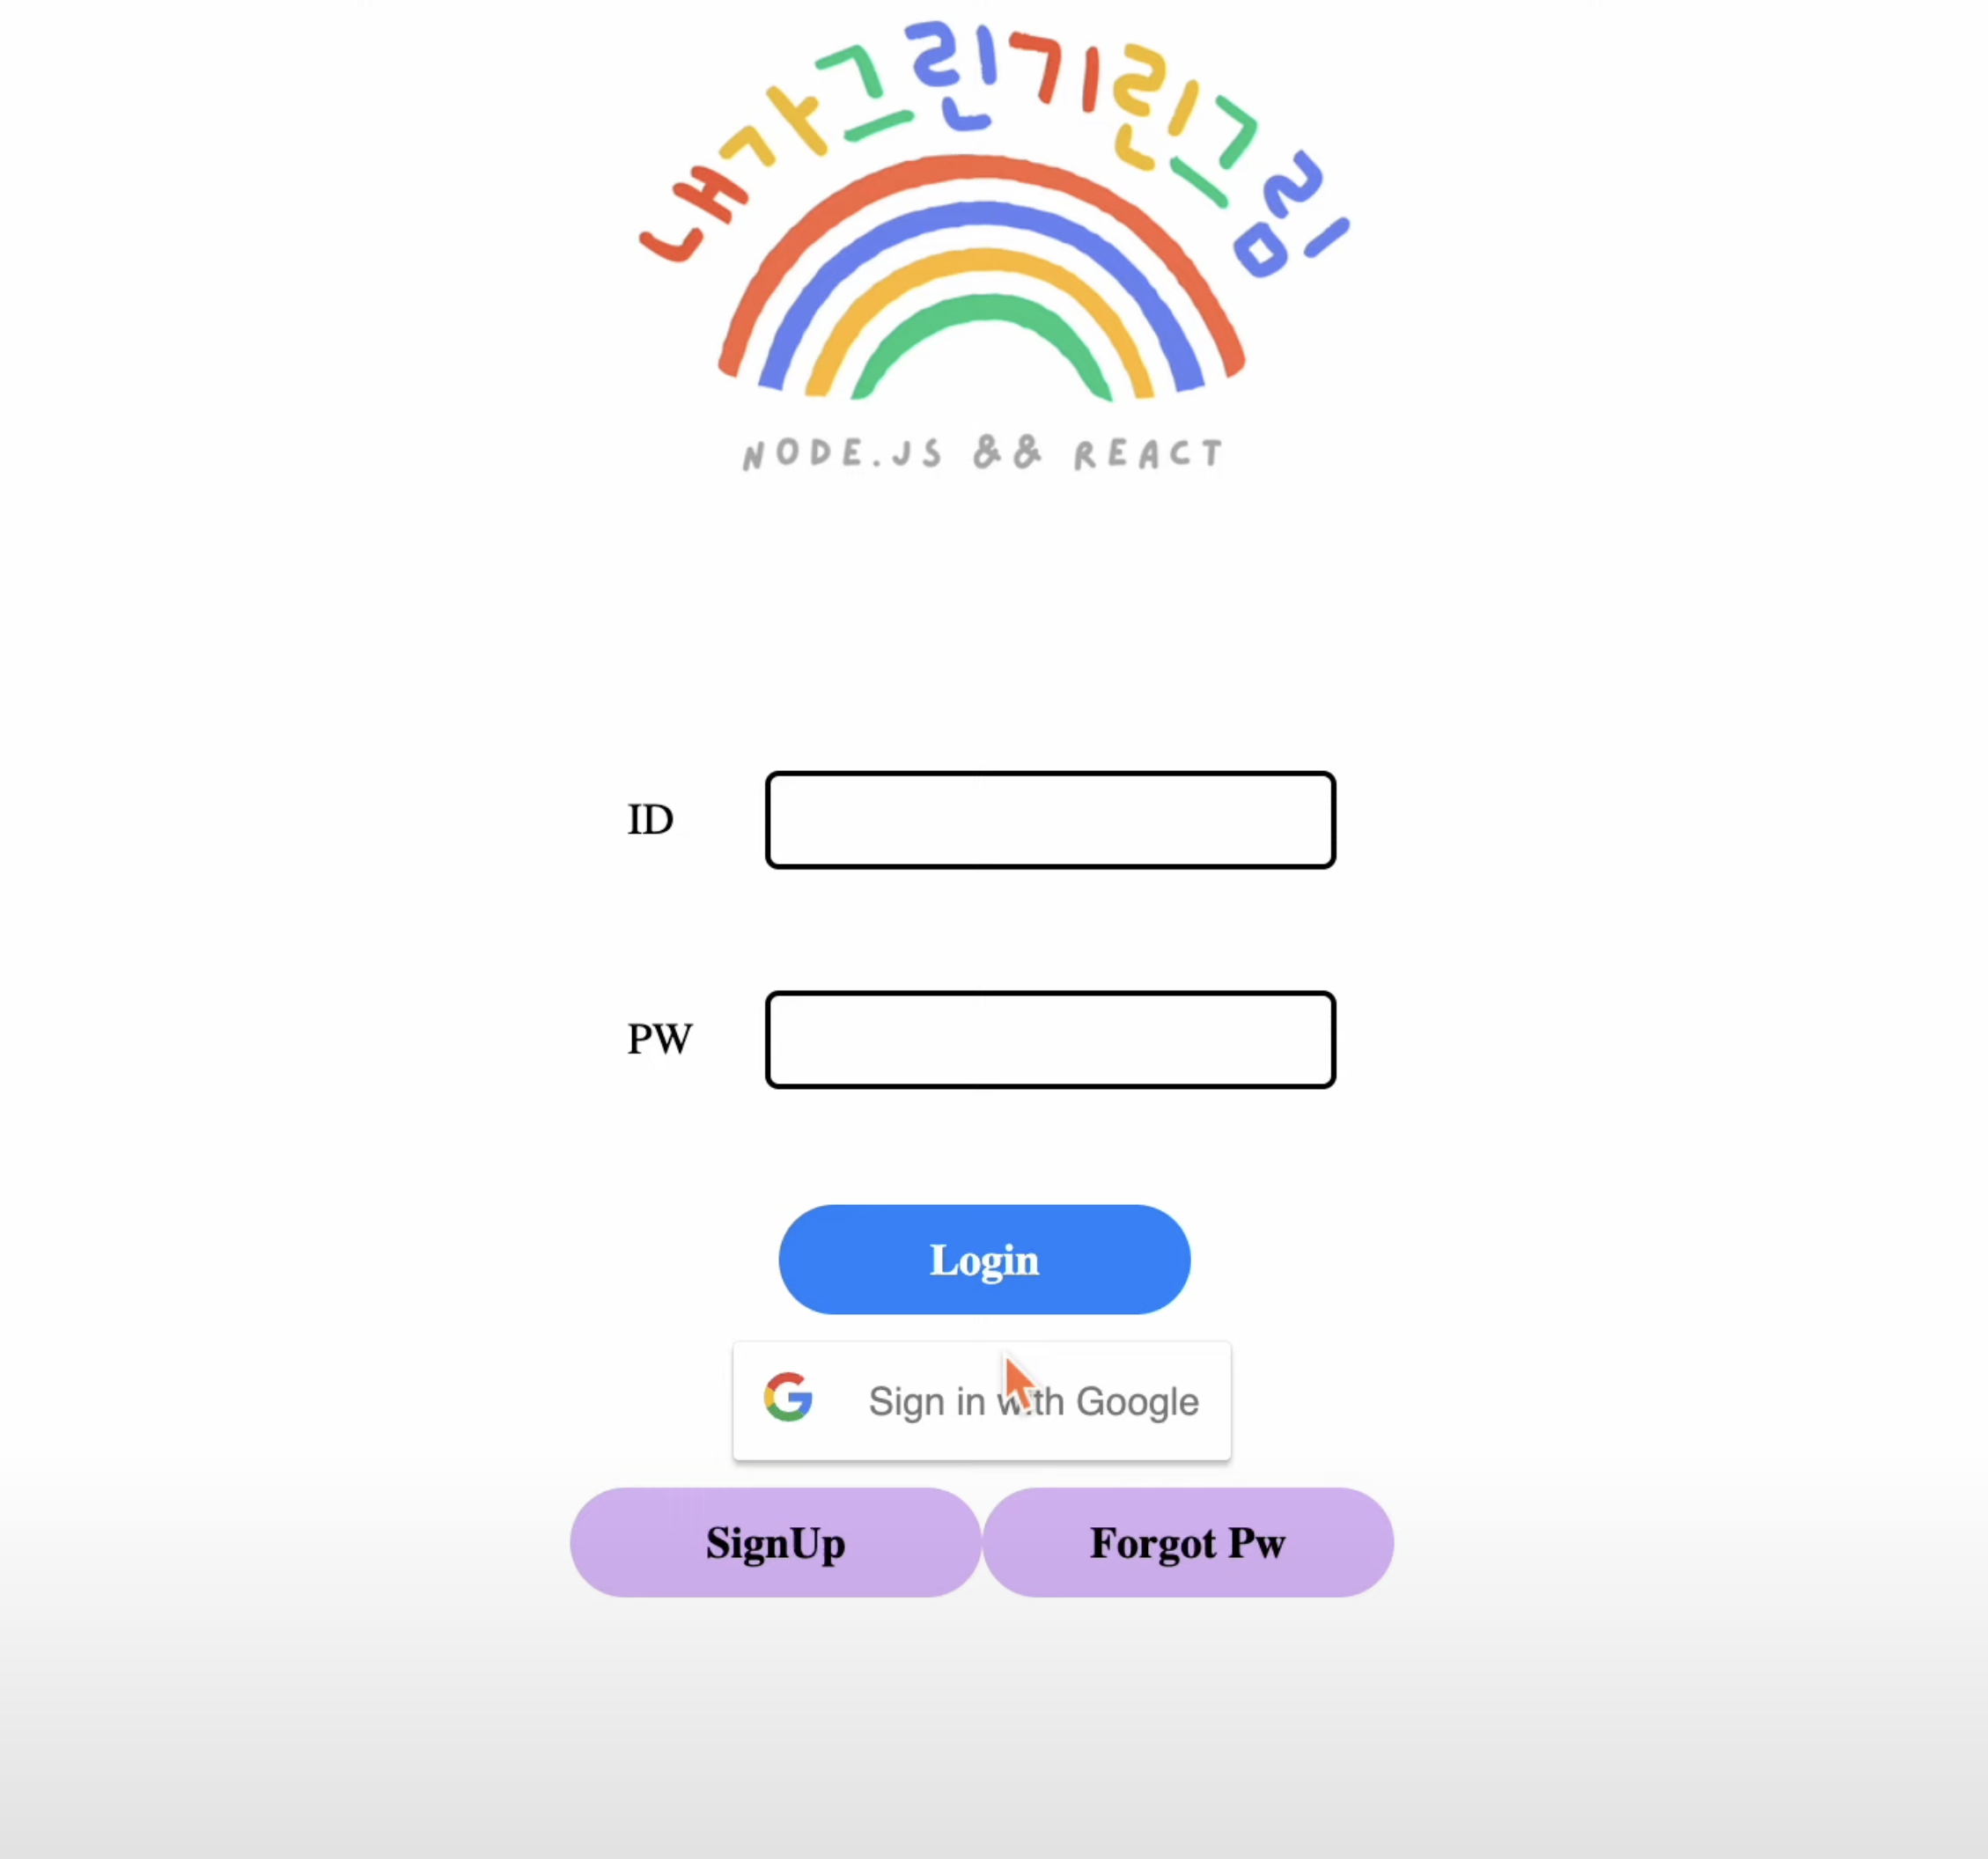 내가그린기린그림
NODE.JS && REACT
ID
PW
Login
Sign in with Google
SignUp
Forgot Pw